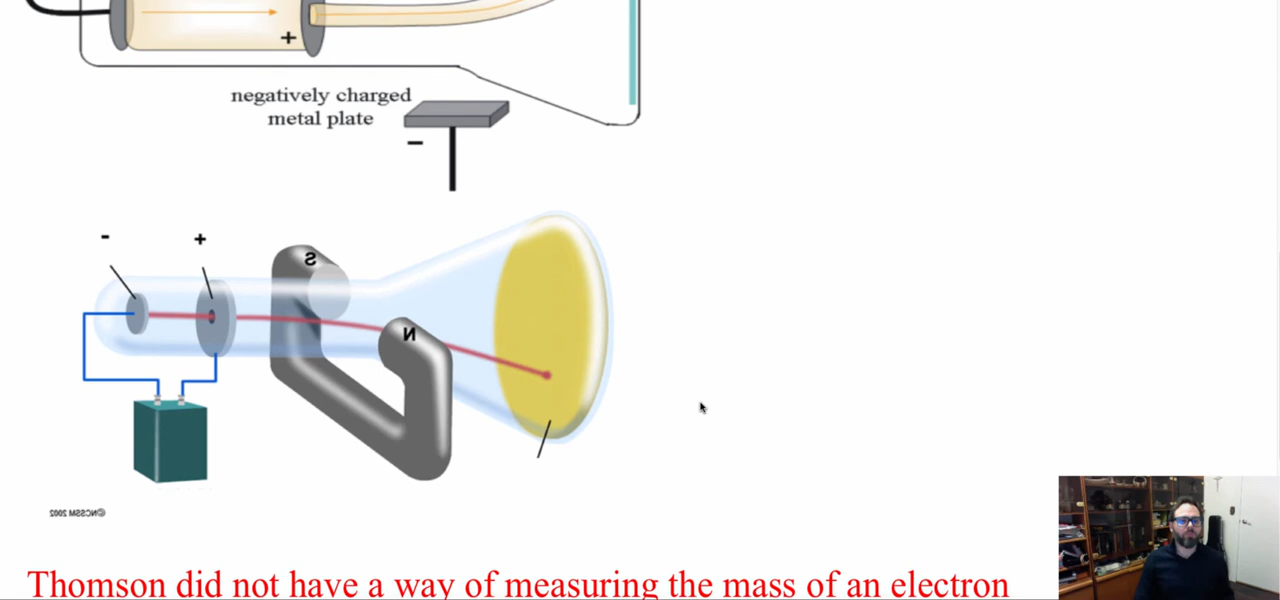 +
negatively charged
metal plate
−
- +
S
N
©NCSSM 2002
Thomson did not have a way of measuring the mass of an electron